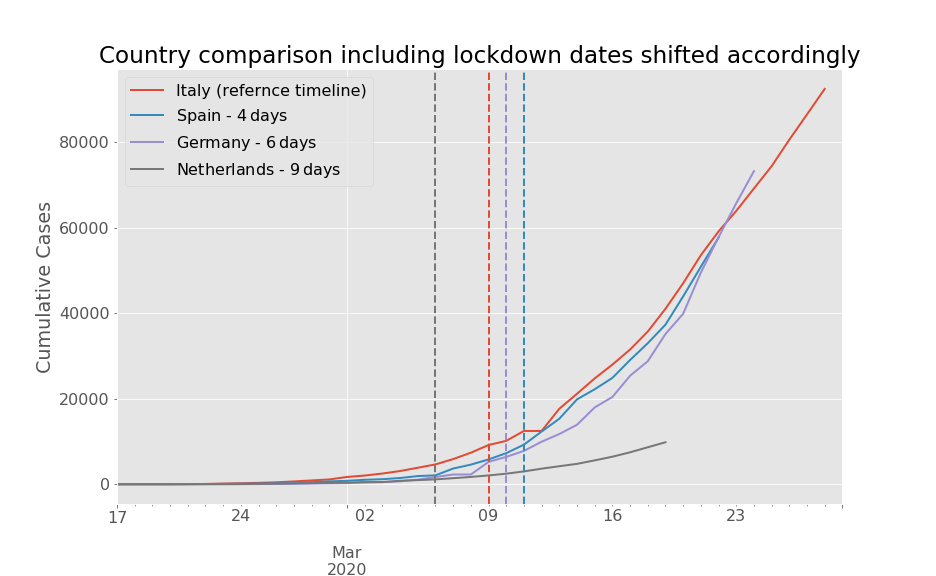 Country comparison including lockdown dates shifted accordingly
Italy (refernce timeline)
Spain - 4 days
Germany - 6 days
Netherlands - 9 days
Cumulative Cases
80000
60000
40000
20000
0
17
24
02
09
16
23
Mar
2020